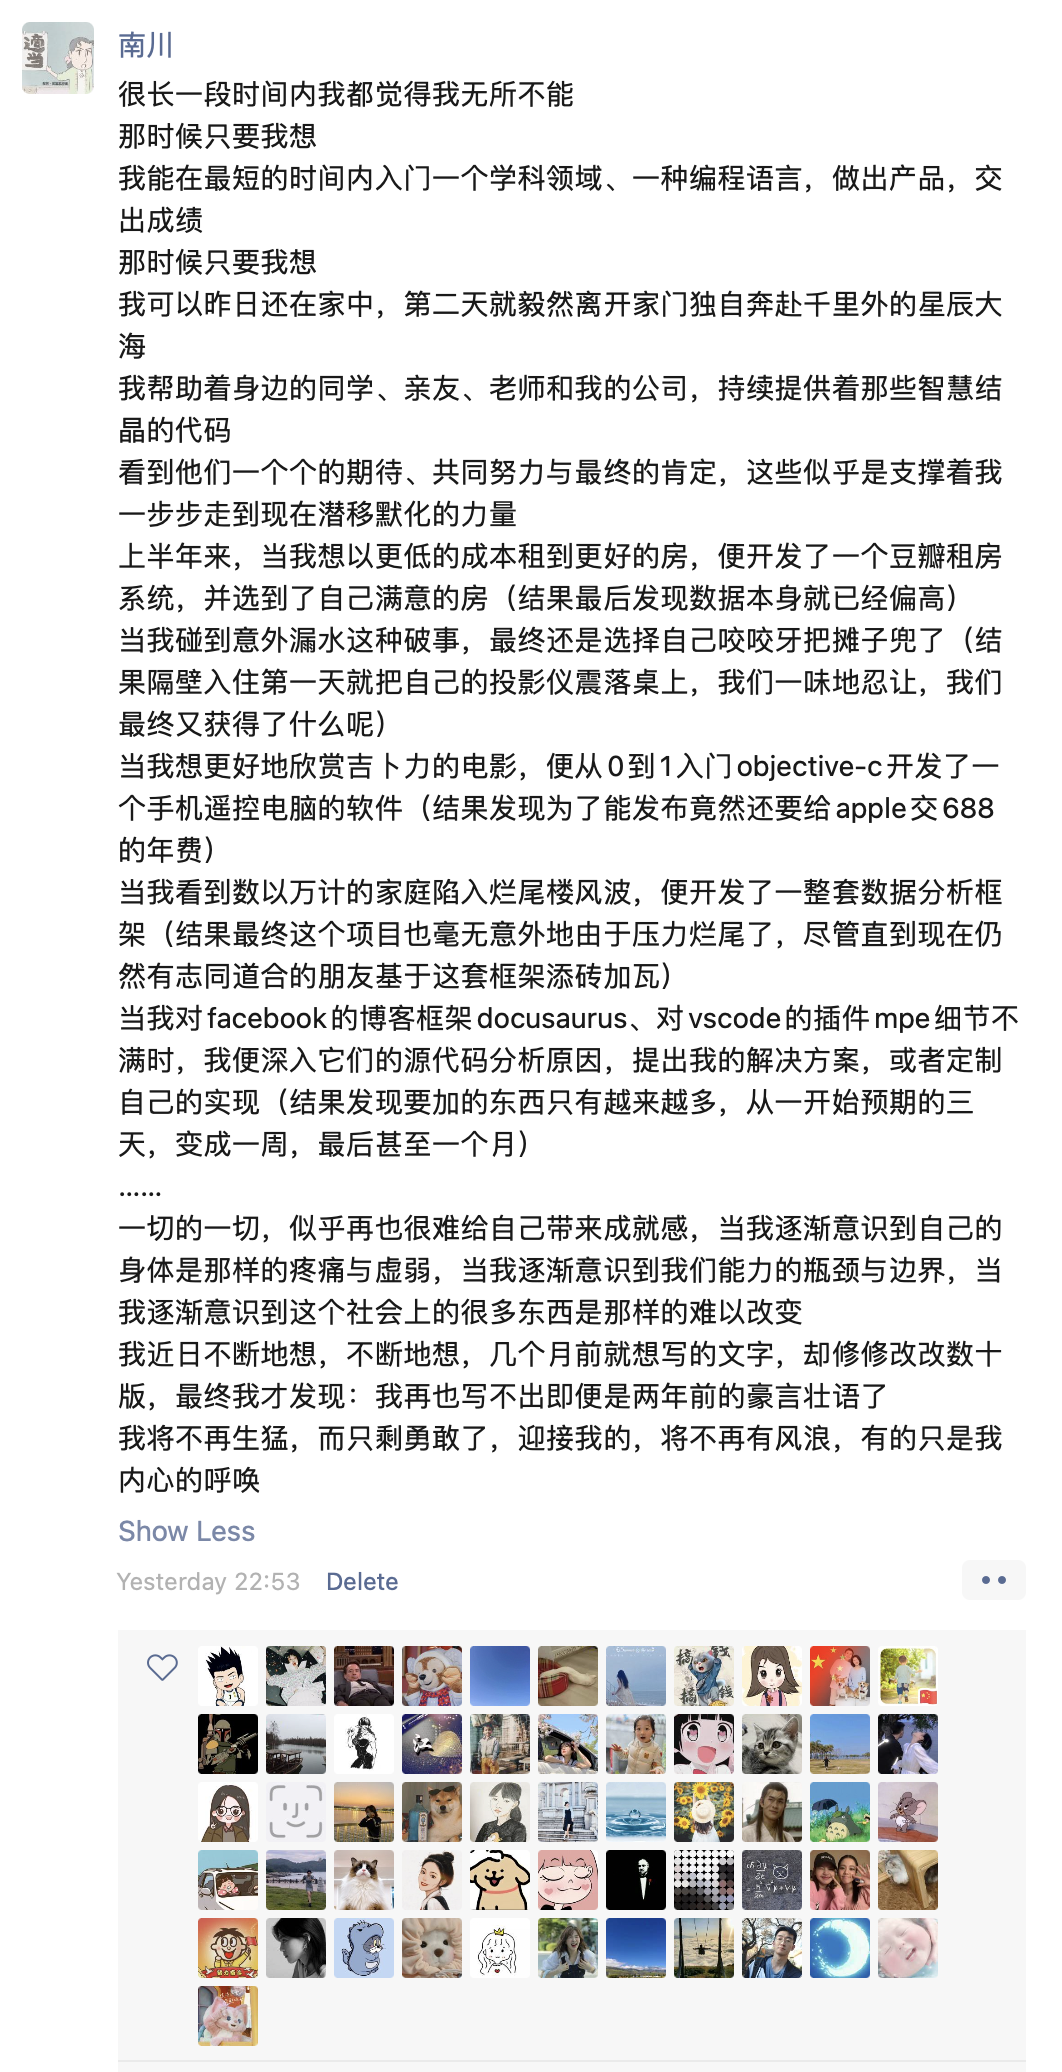 適
当
南川
很长一段时间内我都觉得我无所不能
那时候只要我想
我能在最短的时间内入门一个学科领域、一种编程语言，做出产品，交
出成绩
那时候只要我想
我可以昨日还在家中，第二天就毅然离开家门独自奔赴千里外的星辰大
海
我帮助着身边的同学、亲友、老师和我的公司，持续提供着那些智慧结
晶的代码
看到他们一个个的期待、共同努力与最终的肯定，这些似乎是支撑着我
一步步走到现在潜移默化的力量
上半年来，当我想以更低的成本租到更好的房，便开发了一个豆瓣租房
系统，并选到了自己满意的房（结果最后发现数据本身就已经偏高）
当我碰到意外漏水这种破事，最终还是选择自己咬咬牙把摊子兜了（结
果隔壁入住第一天就把自己的投影仪震落桌上，我们一味地忍让，我们
最终又获得了什么呢）
当我想更好地欣赏吉卜力的电影，便从0到1入门objective-c开发了一
个手机遥控电脑的软件（结果发现为了能发布竟然还要给apple交688
的年费）
当我看到数以万计的家庭陷入烂尾楼风波，便开发了一整套数据分析框
架（结果最终这个项目也毫无意外地由于压力烂尾了，尽管直到现在仍
然有志同道合的朋友基于这套框架添砖加瓦）
当我对facebook的博客框架docusaurus、对vscode的插件mpe细节不
满时，我便深入它们的源代码分析原因，提出我的解决方案，或者定制
自己的实现（结果发现要加的东西只有越来越多，从一开始预期的三
天，变成一周，最后甚至一个月）
……
一切的一切，似乎再也很难给自己带来成就感，当我逐渐意识到自己的
身体是那样的疼痛与虚弱，当我逐渐意识到我们能力的瓶颈与边界，当
我逐渐意识到这个社会上的很多东西是那样的难以改变
我近日不断地想，不断地想，几个月前就想写的文字，却修修改改数十
版，最终我才发现：我再也写不出即便是两年前的豪言壮语了
我将不再生猛，而只剩勇敢了，迎接我的，将不再有风浪，有的只是我
内心的呼唤
Show Less
Yesterday 22:53 Delete